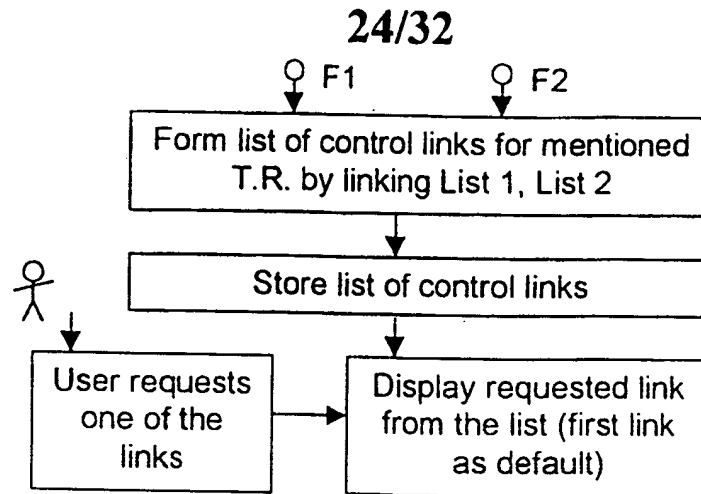 24/32
F1
F2
Form list of control links for mentioned
T.R. by linking List 1, List 2
Store list of control links
User requests
one of the
links
Display requested link
from the list (first link
as default)